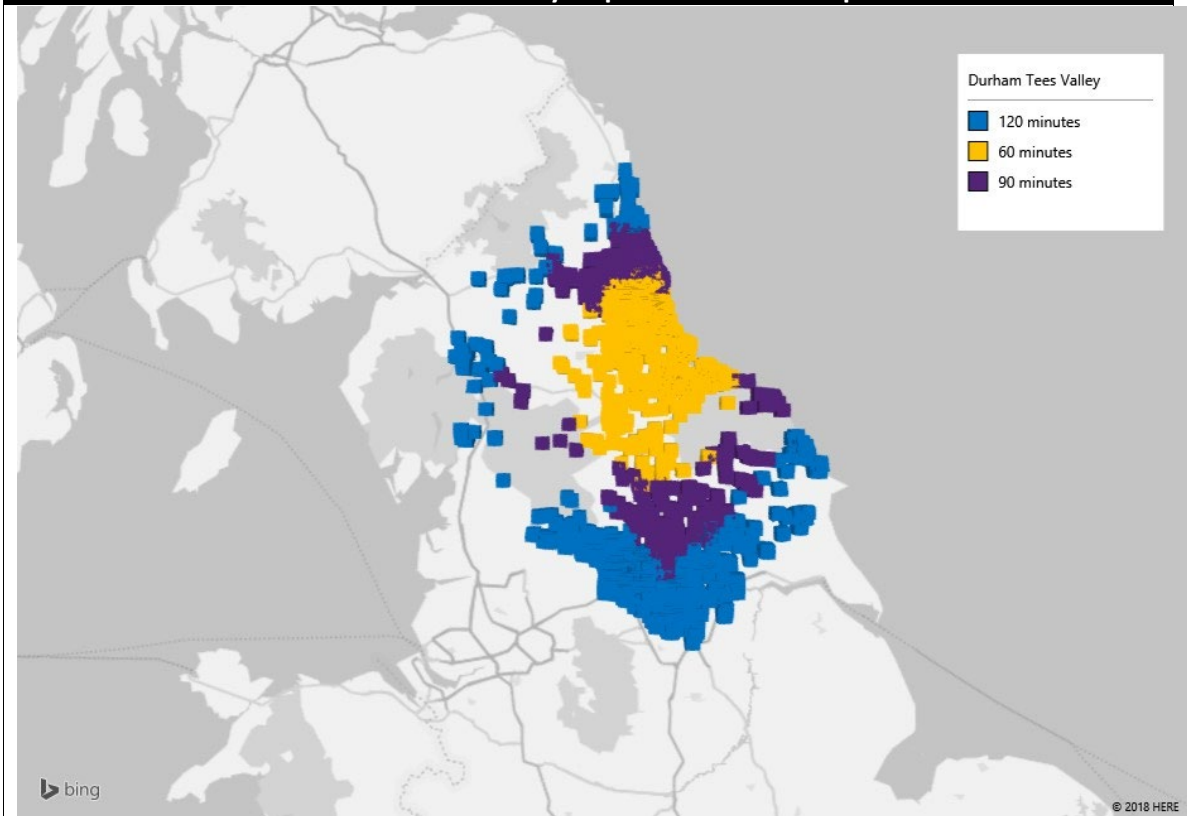 Durham Tees Valley
120 minutes
60 minutes
90 minutes
bing
© 2018 HERE